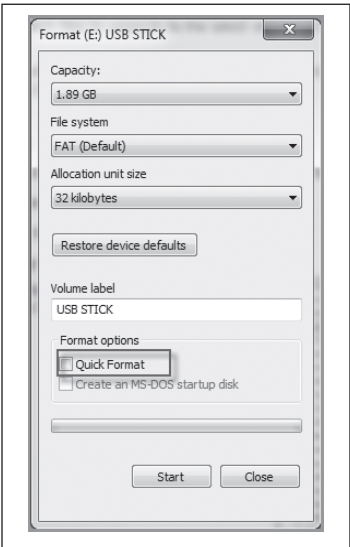 Format (E:) USB STICK
X
Capacity:
1.89 GB
File system
FAT (Default)
Allocation unit size
32 kilobytes
Restore device defaults
Volume label
USB STICK
Format options
Quick Format
Create an MS-DOS startup disk
Start Close